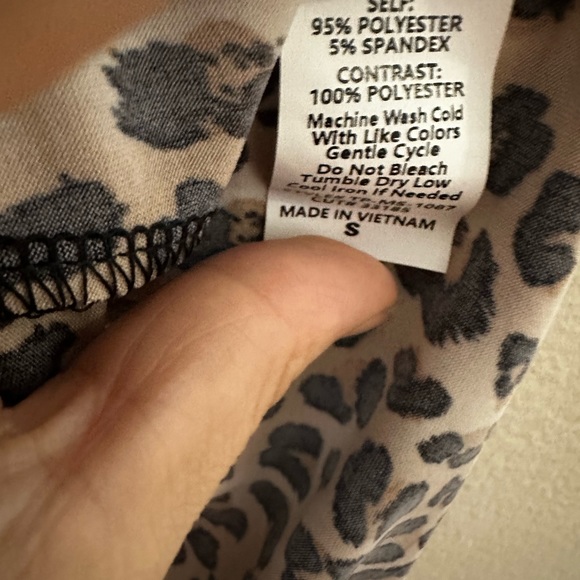 SELF:
95% POLYESTER
5% SPANDEX
CONTRAST:
100% POLYESTER
Machine Wash Cold
With Like Colors
Gentle Cycle
Do Not Bleach
Tumble Dry Low
Cool Iron If Needed
MADE IN VIETNAM
S